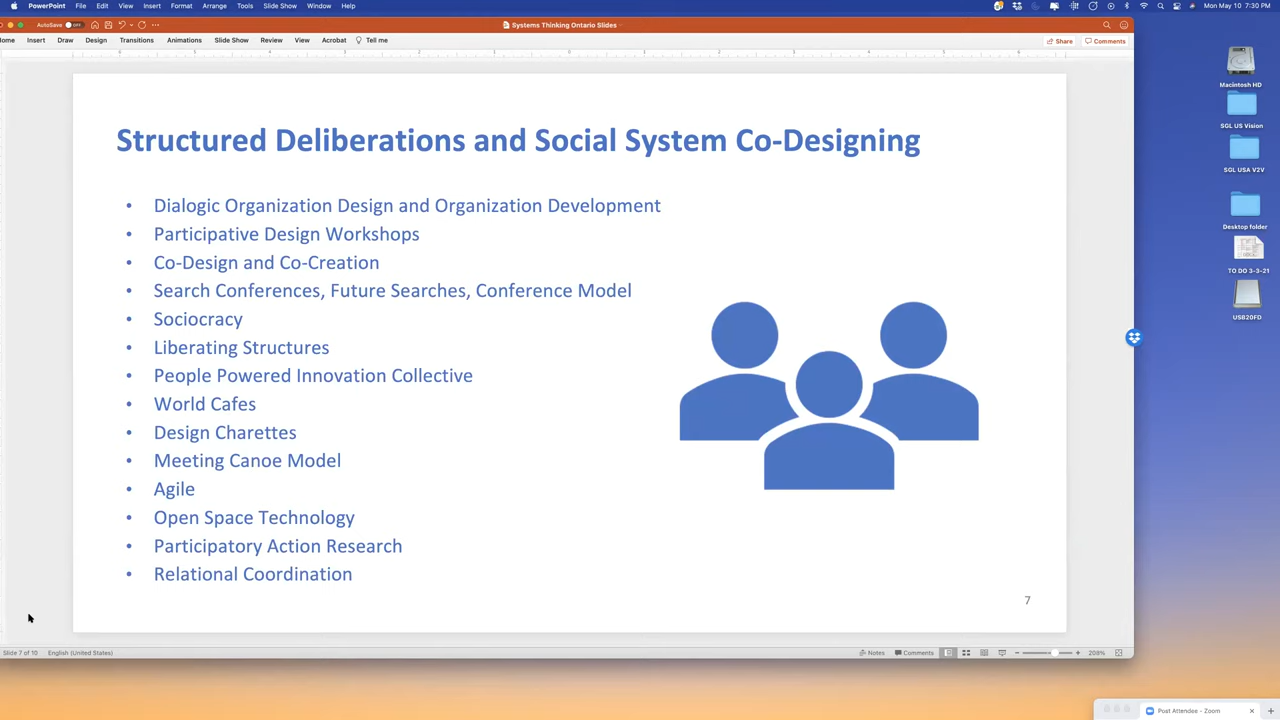 PowerPoint File Edit View Insert Format Arrange Tools Slide Show Window Help
Mon May 10 7:30 PM
AutoSave OFF
Systems Thinking Ontario Slides
Insert Draw Design Transitions Animations Slide Show Review View Acrobat Tell me
Share Comments
Structured Deliberations and Social System Co-Designing
• Dialogic Organization Design and Organization Development
• Participative Design Workshops
• Co-Design and Co-Creation
• Search Conferences, Future Searches, Conference Model
• Sociocracy
• Liberating Structures
• People Powered Innovation Collective
• World Cafes
• Design Charettes
• Meeting Canoe Model
• Agile
• Open Space Technology
• Participatory Action Research
• Relational Coordination
7
Macintosh HD
SGL US Vision
SGL USA V2V
Desktop folder
TO DO 3-3-21
USB20FD
Slide 7 of 10 English (United States)
Notes Comments 208%
Post Attendee - Zoom